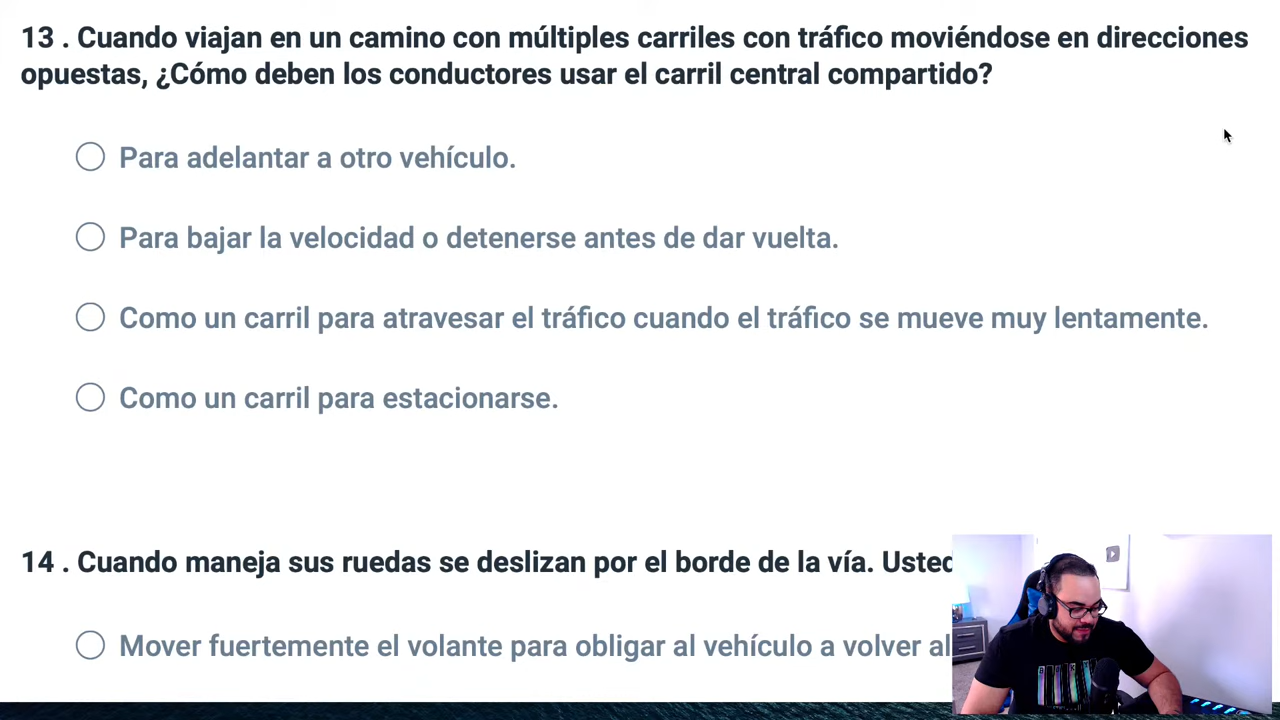 13 . Cuando viajan en un camino con múltiples carriles con tráfico moviéndose en direcciones
opuestas, ¿Cómo deben los conductores usar el carril central compartido?
Para adelantar a otro vehículo.
Para bajar la velocidad o detenerse antes de dar vuelta.
Como un carril para atravesar el tráfico cuando el tráfico se mueve muy lentamente.
Como un carril para estacionarse.
14 . Cuando maneja sus ruedas se deslizan por el borde de la vía. Usted
Mover fuertemente el volante para obligar al vehículo a volver al